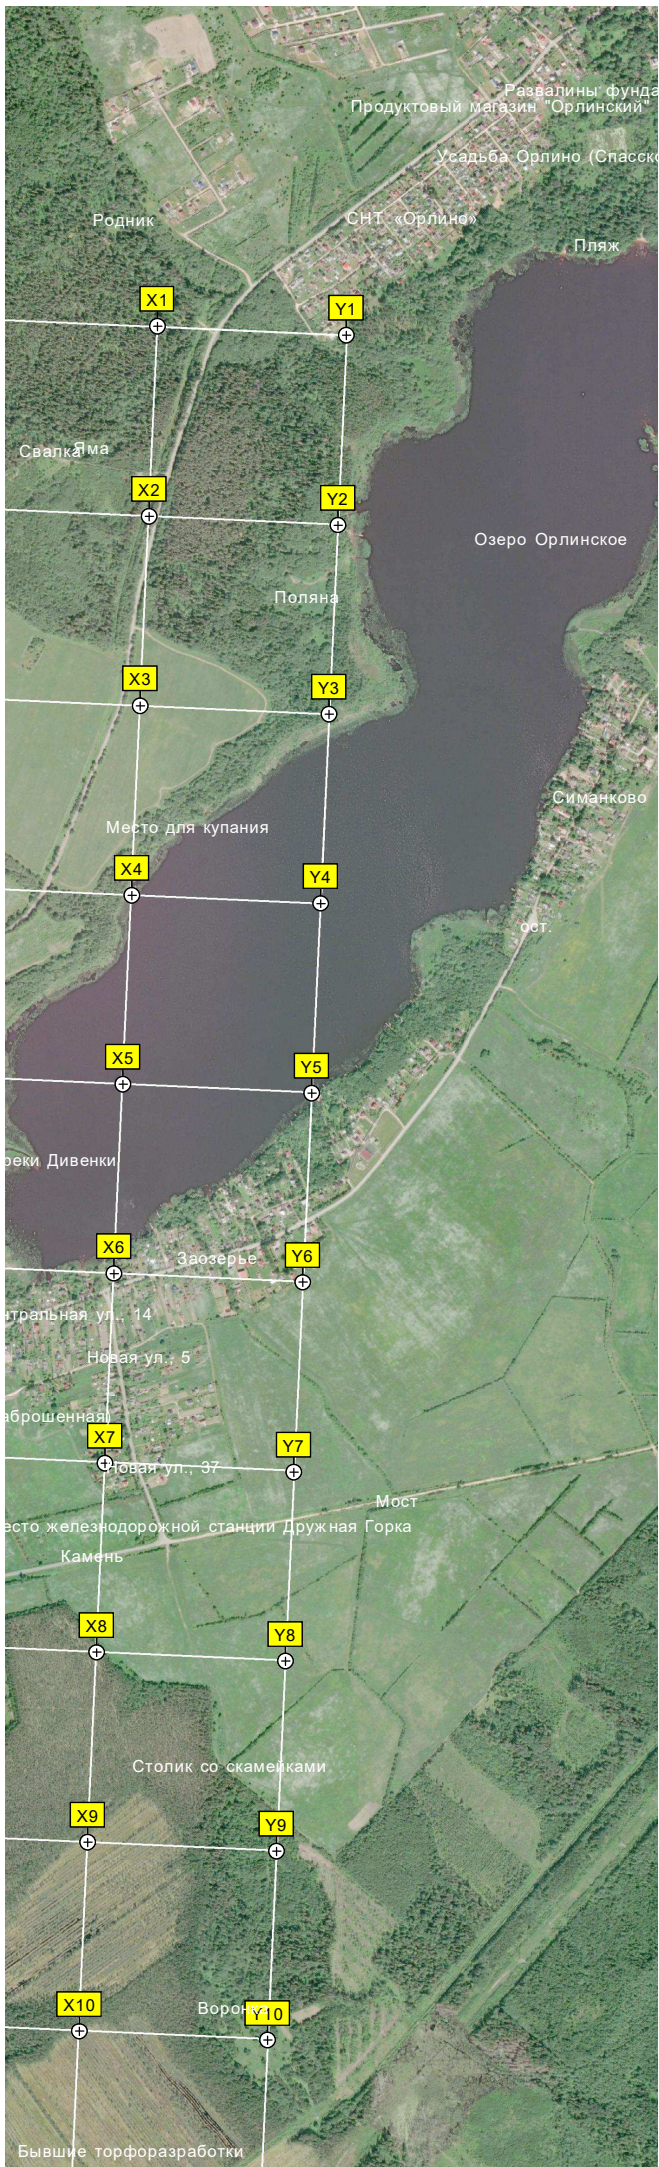 Развалины фунда
Продуктовый магазин "Орлинский"
Усадьба Орлино (Спасско
Родник
СНТ «Орлино»
Пляж
X1
Y1
Свалка
Яма
X2
Y2
Озеро Орлинское
Поляна
X3
Y3
Симанково
Место для купания
X4
Y4
ост.
X5
Y5
реки Дивенки
X6
Заозерье
Y6
нтральная ул., 14
Новая ул., 5
аброшенная)
X7
Y7
Новая ул., 37
Мост
есто железнодорожной станции Дружная Горка
Камень
X8
Y8
Столик со скамейками
X9
Y9
X10
Y10
Бывшие торфоразработки